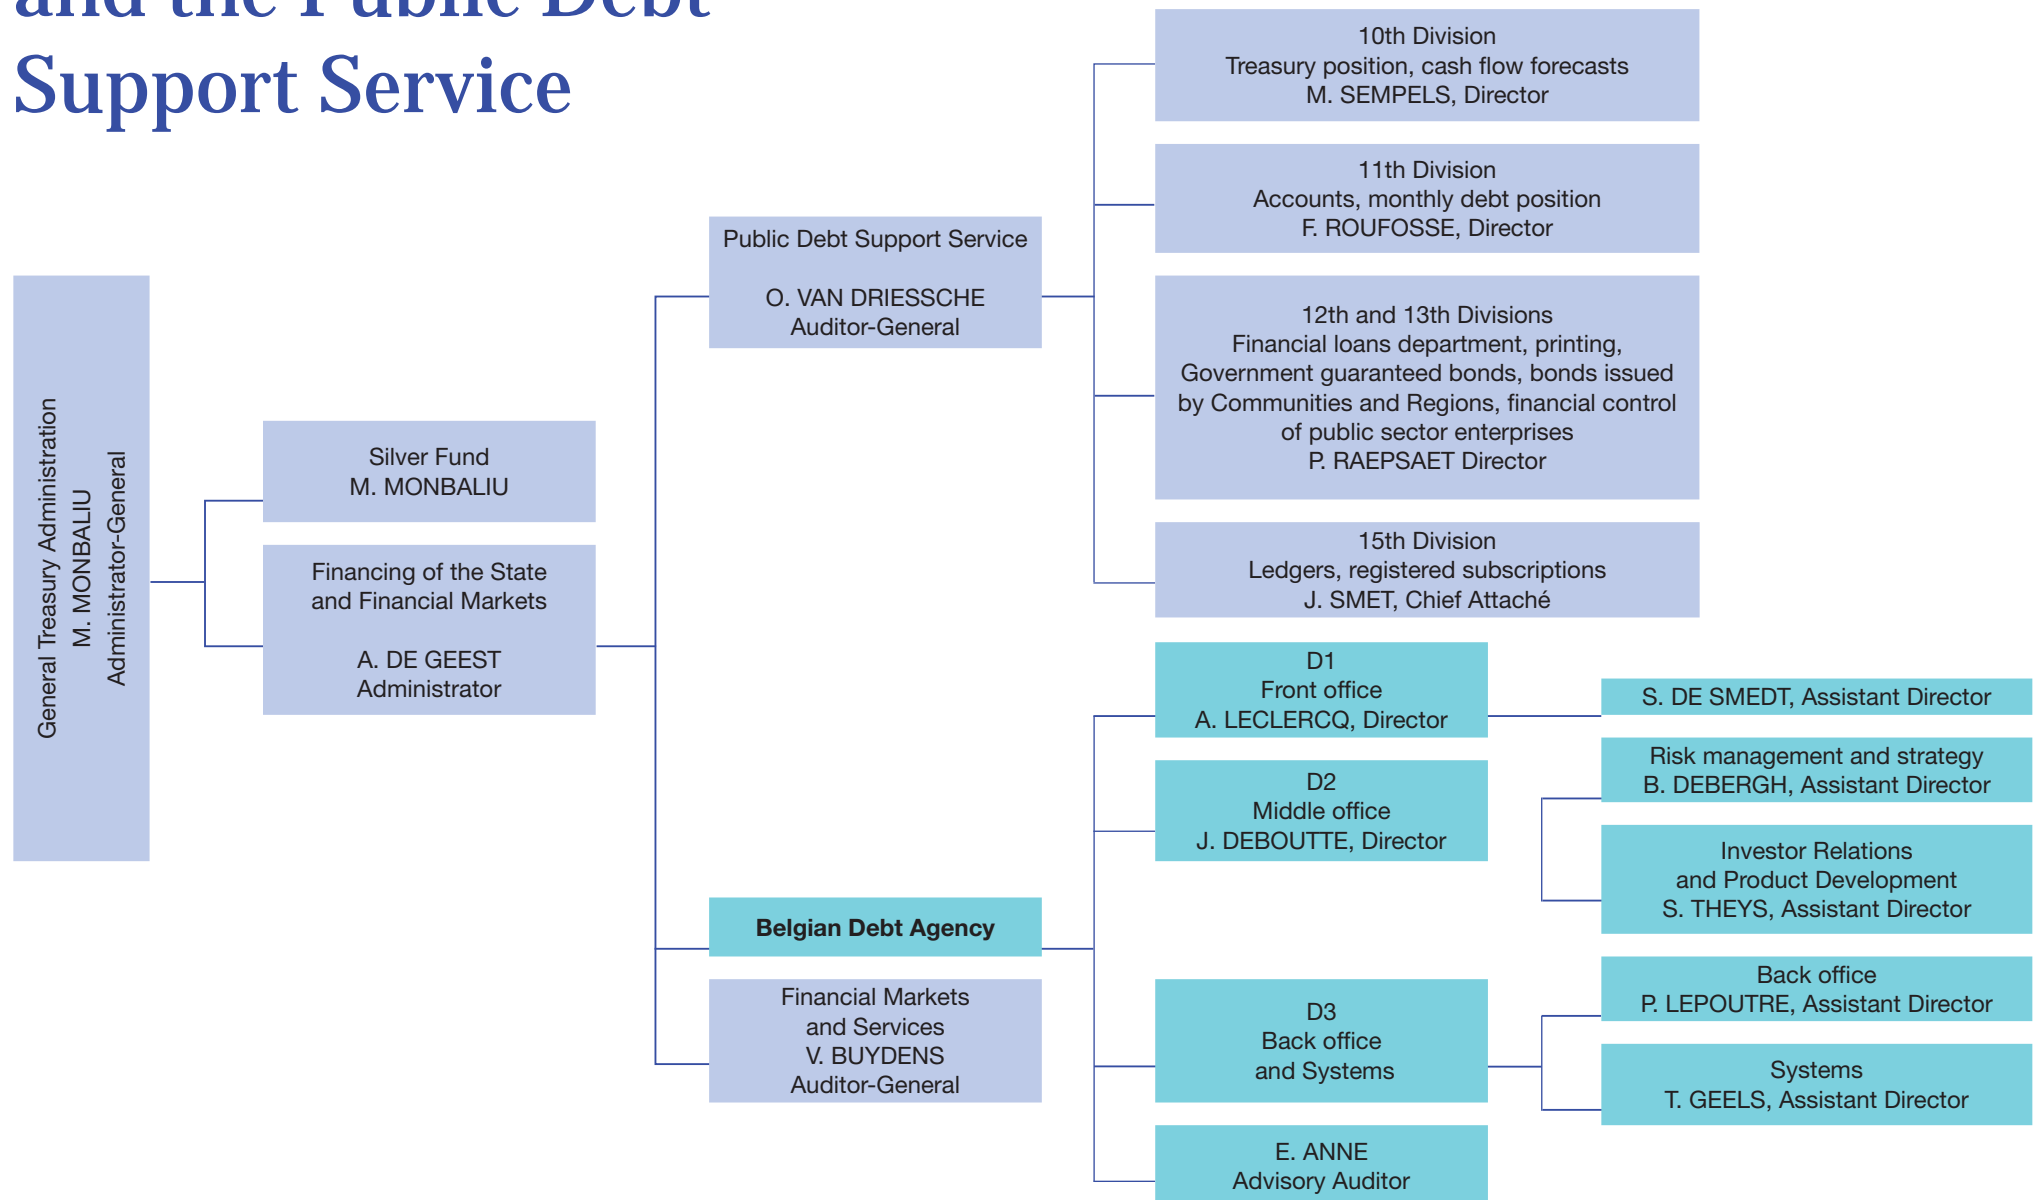 and the Public Debt
Support Service
General Treasury Administration
M. MONBALIU
Administrator-General
Silver Fund
M. MONBALIU
Financing of the State
and Financial Markets
A. DE GEEST
Administrator
Public Debt Support Service
O. VAN DRIESSCHE
Auditor-General
Belgian Debt Agency
Financial Markets
and Services
V. BUYDENS
Auditor-General
10th Division
Treasury position, cash flow forecasts
M. SEMPELS, Director
11th Division
Accounts, monthly debt position
F. ROUFOSSE, Director
12th and 13th Divisions
Financial loans department, printing,
Government guaranteed bonds, bonds issued
by Communities and Regions, financial control
of public sector enterprises
P. RAEPSAET Director
15th Division
Ledgers, registered subscriptions
J. SMET, Chief Attaché
D1
Front office
A. LECLERCQ, Director
D2
Middle office
J. DEBOUTTE, Director
D3
Back office
and Systems
E. ANNE
Advisory Auditor
S. DE SMEDT, Assistant Director
Risk management and strategy
B. DEBERGH, Assistant Director
Investor Relations
and Product Development
S. THEYS, Assistant Director
Back office
P. LEPOUTRE, Assistant Director
Systems
T. GEELS, Assistant Director